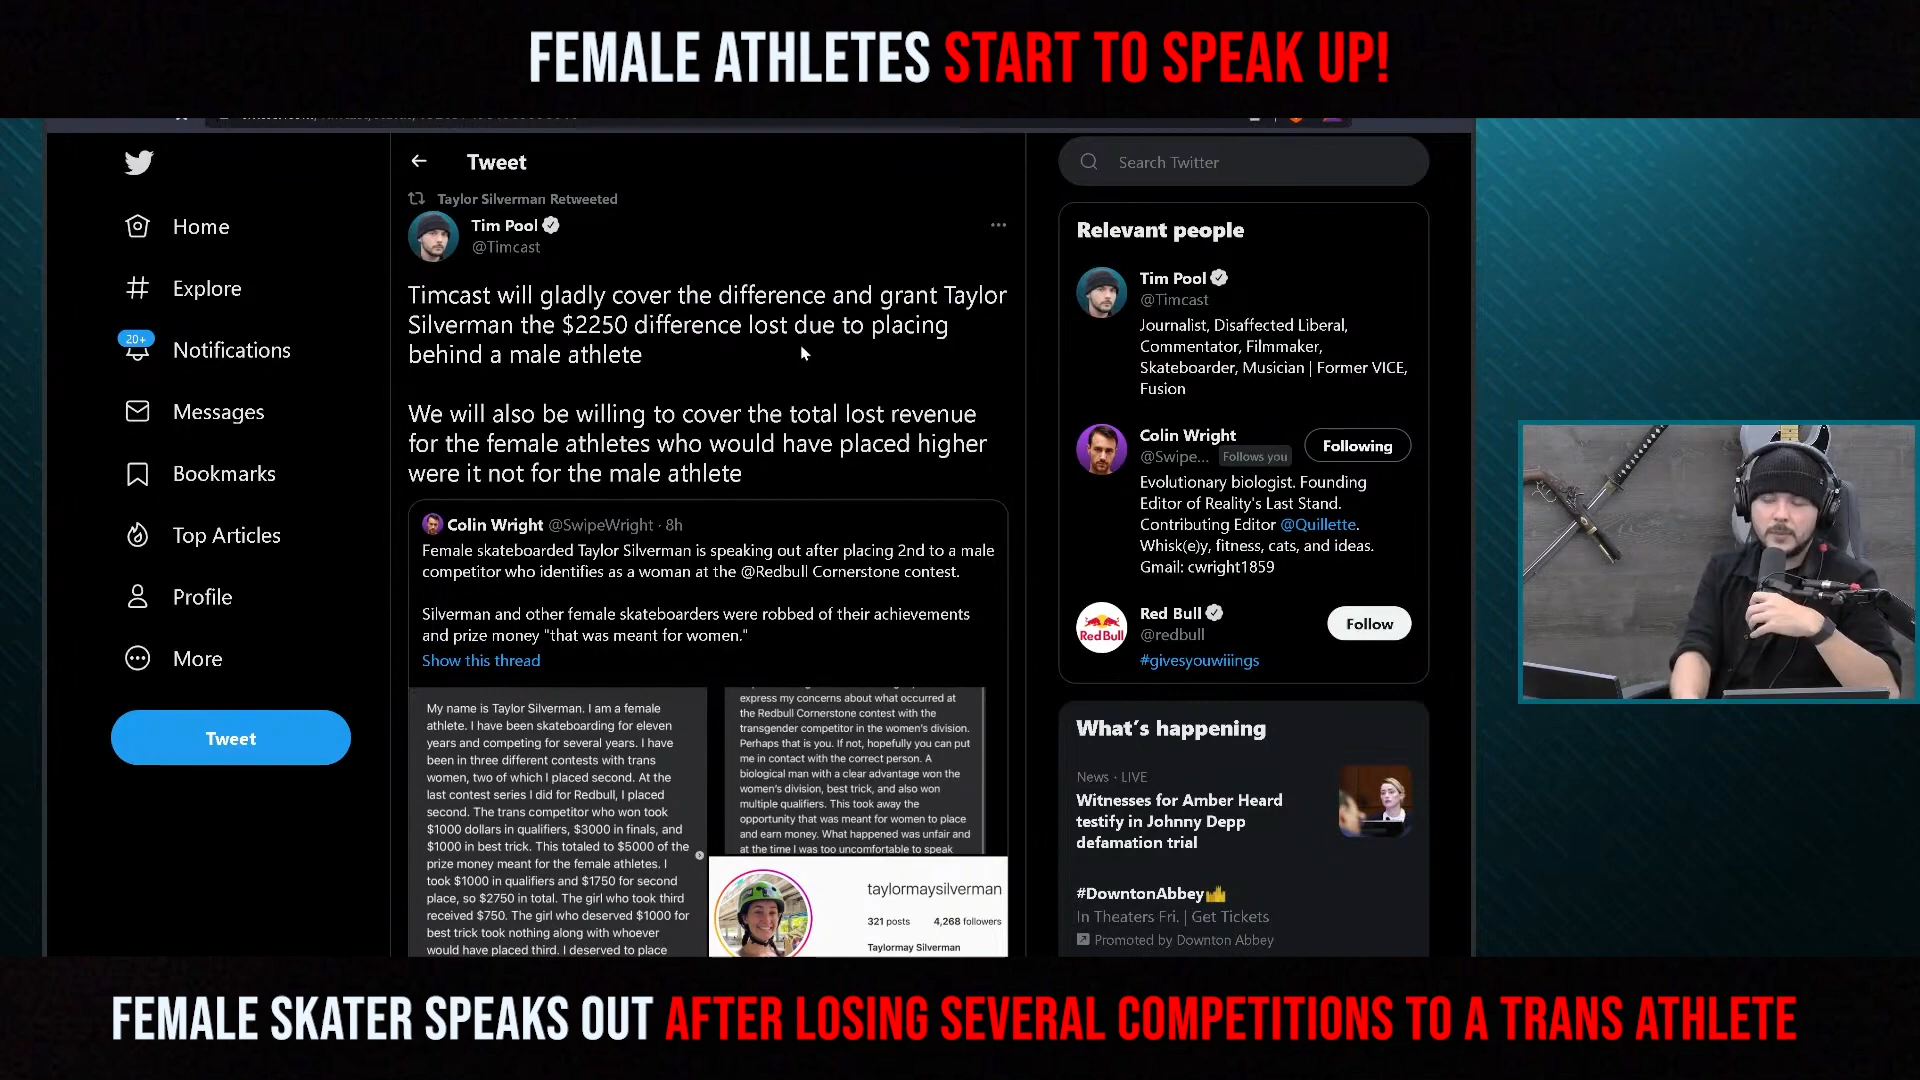 FEMALE ATHLETES START TO SPEAK UP!
Home
Explore
20+
Notifications
Messages
Bookmarks
Top Articles
Profile
More
Tweet
Tweet
Taylor Silverman Retweeted
Tim Pool
@Timcast
Timcast will gladly cover the difference and grant Taylor
Silverman the $2250 difference lost due to placing
behind a male athlete
We will also be willing to cover the total lost revenue
for the female athletes who would have placed higher
were it not for the male athlete
Colin Wright @SwipeWright · 8h
Female skateboarded Taylor Silverman is speaking out after placing 2nd to a male
competitor who identifies as a woman at the @Redbull Cornerstone contest.
Silverman and other female skateboarders were robbed of their achievements
and prize money "that was meant for women."
Show this thread
My name is Taylor Silverman. I am a female
athlete. I have been skateboarding for eleven
years and competing for several years. I have
been in three different contests with trans
women, two of which I placed second. At the
last contest series I did for Redbull, I placed
second. The trans competitor who won took
$1000 dollars in qualifiers, $3000 in finals, and
$1000 in best trick. This totaled to $5000 of the
prize money meant for the female athletes. I
took $1000 in qualifiers and $1750 for second
place, so $2750 in total. The girl who took third
received $750. The girl who deserved $1000 for
best trick took nothing along with whoever
would have placed third. I deserved to place
express my concerns about what occurred at
the Redbull Cornerstone contest with the
transgender competitor in the women's division.
Perhaps that is you. If not, hopefully you can put
me in contact with the correct person. A
biological man with a clear advantage won the
women's division, best trick, and also won
multiple qualifiers. This took away the
opportunity that was meant for women to place
and earn money. What happened was unfair and
at the time I was too uncomfortable to speak
taylormaysilverman
321 posts 4,268 followers
Taylormay Silverman
Search Twitter
Relevant people
Tim Pool
@Timcast
Journalist, Disaffected Liberal,
Commentator, Filmmaker,
Skateboarder, Musician | Former VICE,
Fusion
Colin Wright
@Swipe... Follows you
Following
Evolutionary biologist. Founding
Editor of Reality's Last Stand.
Contributing Editor @Quillette.
Whisk(e)y, fitness, cats, and ideas.
Gmail: cwright1859
Red Bull
Red Bull
@redbull
Follow
#givesyouwiiings
What's happening
News · LIVE
Witnesses for Amber Heard
testify in Johnny Depp
defamation trial
#DowntonAbbey
In Theaters Fri. | Get Tickets
Promoted by Downton Abbey
FEMALE SKATER SPEAKS OUT AFTER LOSING SEVERAL COMPETITIONS TO A TRANS ATHLETE